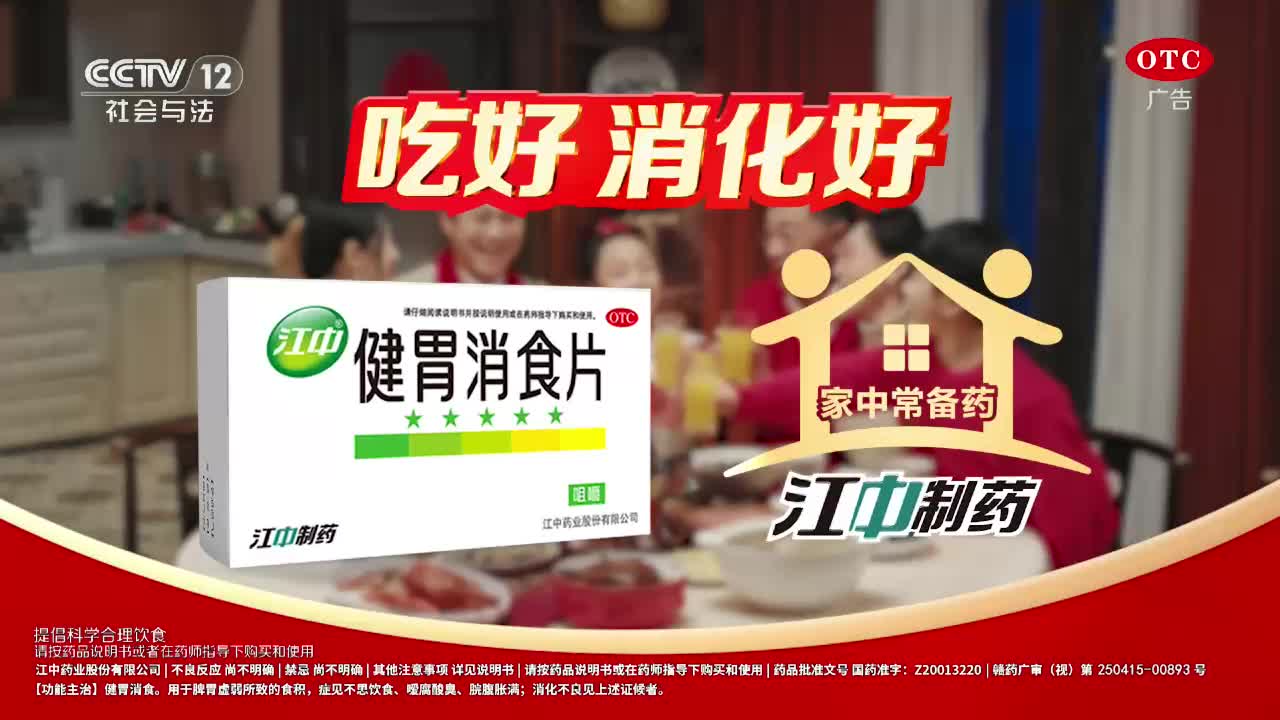 CCTV 12
社会与法
OTC
广告
吃好 消化好
江中®
请仔细阅读说明书并按说明使用或在药师指导下购买和使用。
OTC
健胃消食片
咀嚼
江中制药
江中药业股份有限公司
家中常备药
江中制药
提倡科学合理饮食
请按药品说明书或者在药师指导下购买和使用
江中药业股份有限公司 | 不良反应 尚不明确 | 禁忌 尚不明确 | 其他注意事项 详见说明书 | 请按药品说明书或在药师指导下购买和使用 | 药品批准文号 国药准字：Z20013220 | 赣药广审（视）第 250415-00893 号
【功能主治】健胃消食。用于脾胃虚弱所致的食积，症见不思饮食、嗳腐酸臭、脘腹胀满；消化不良见上述证候者。